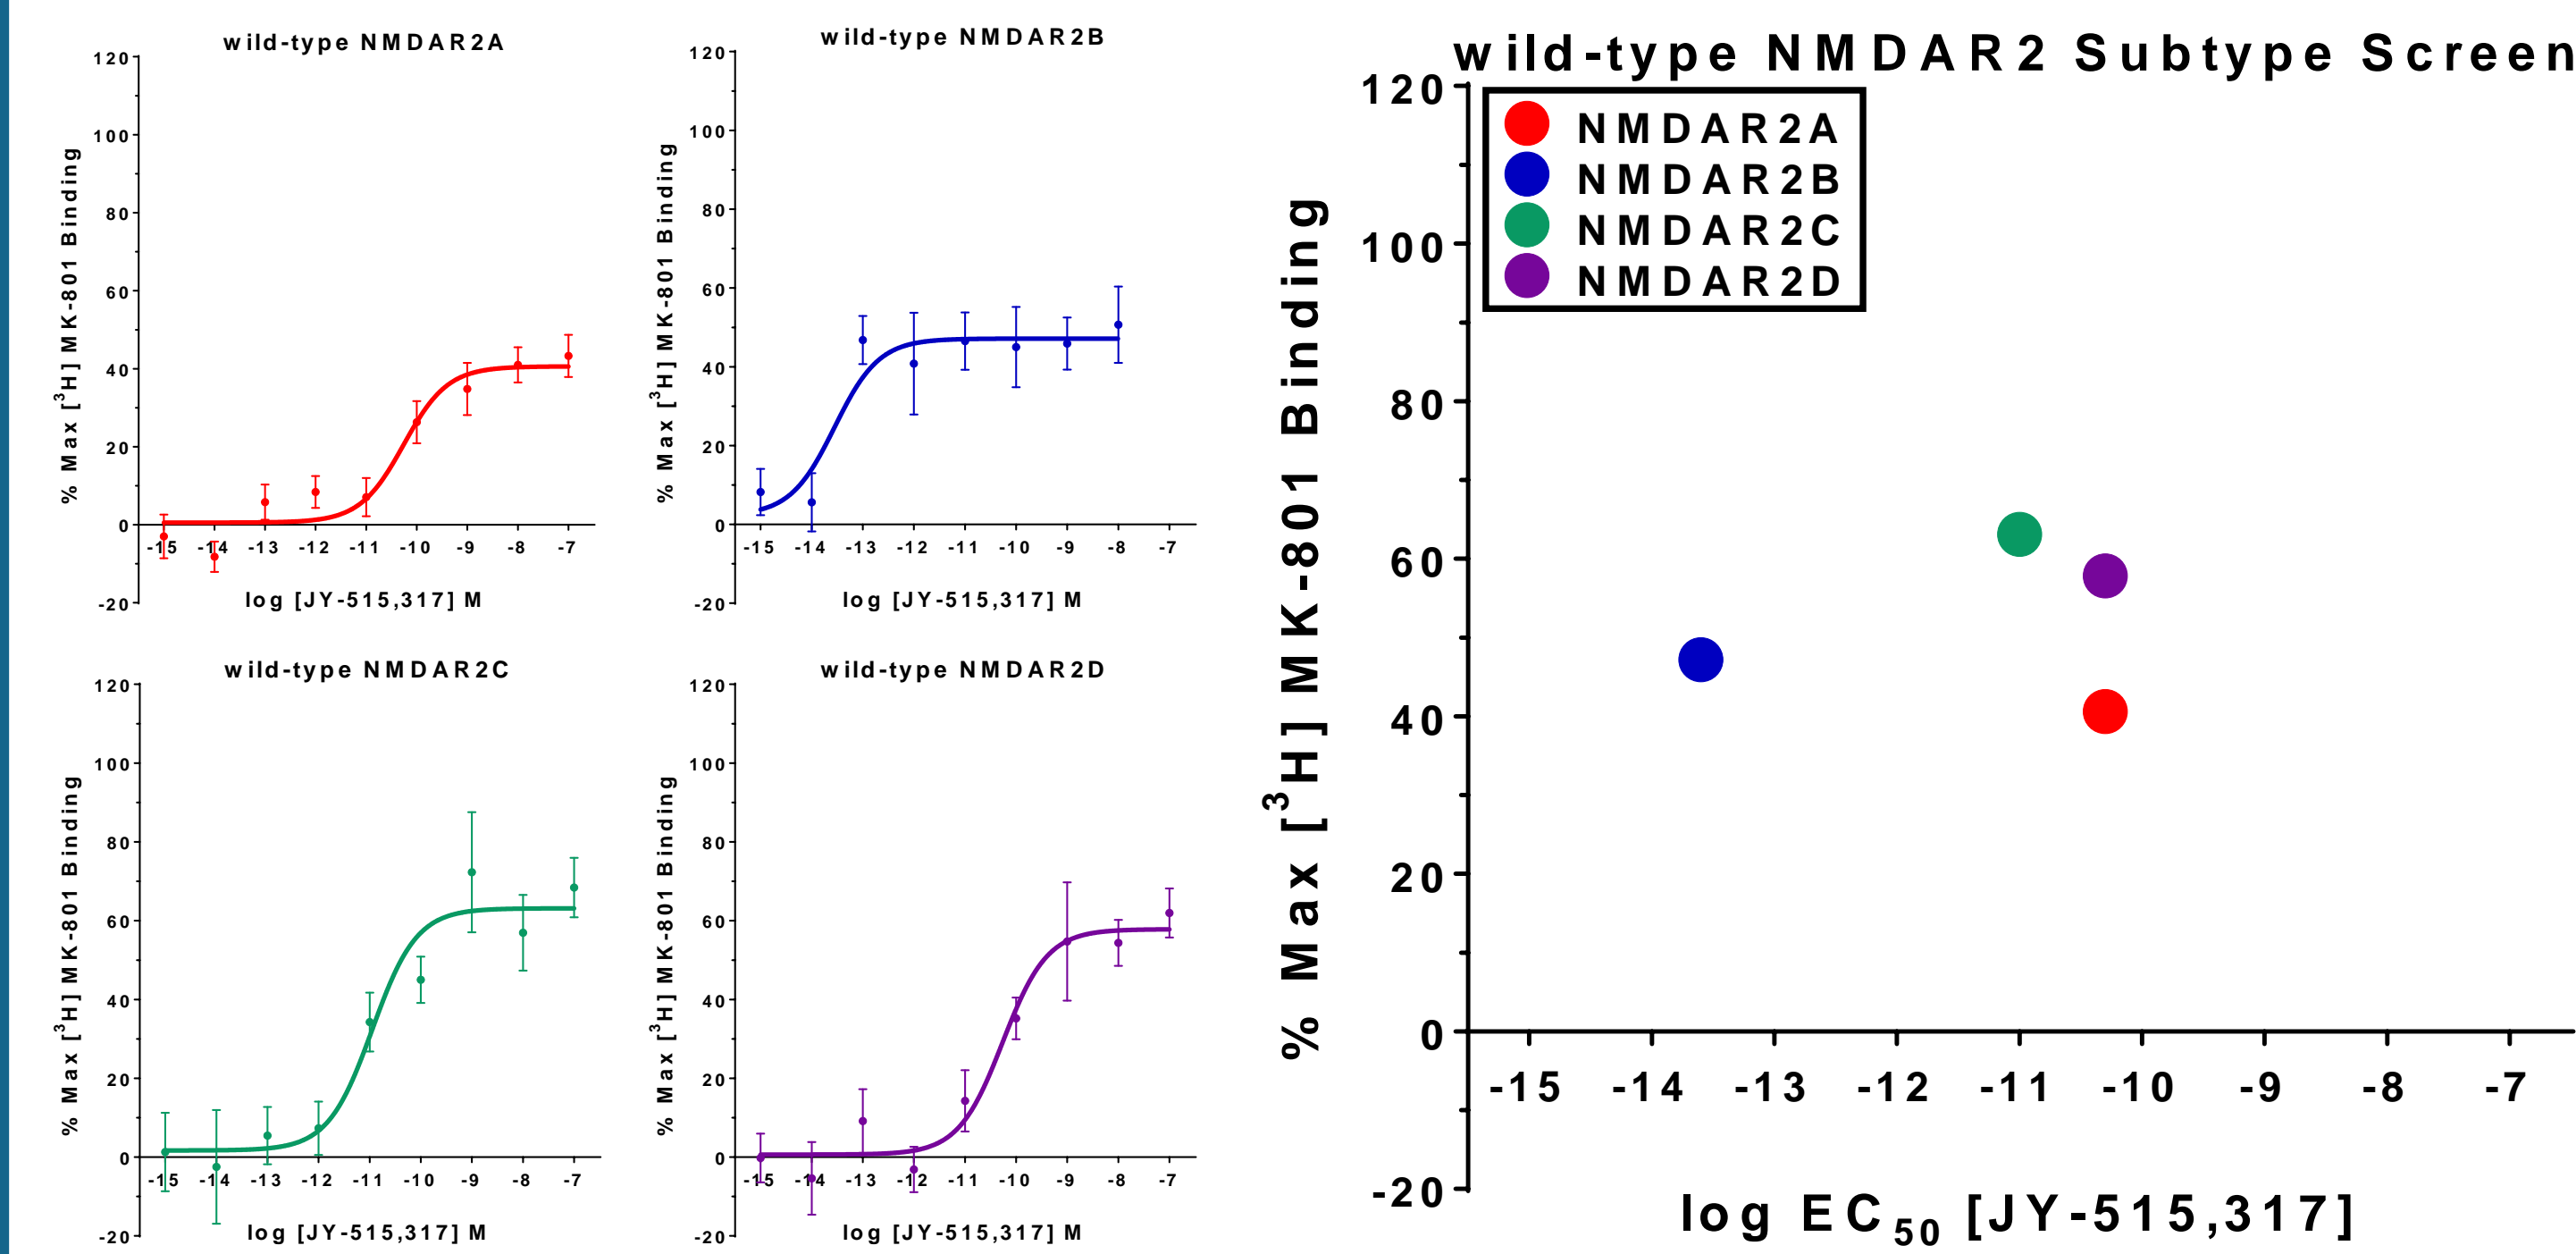 wild-type NMDAR2A
120
100
80
60
40
20
0
-20
% Max [³H] MK-801 Binding
-15 -14 -13 -12 -11 -10 -9 -8 -7
log [JY-515,317] M
wild-type NMDAR2B
120
100
80
60
40
20
0
-20
% Max [³H] MK-801 Binding
-15 -14 -13 -12 -11 -10 -9 -8 -7
log [JY-515,317] M
wild-type NMDAR2C
120
100
80
60
40
20
0
-20
% Max [³H] MK-801 Binding
-15 -14 -13 -12 -11 -10 -9 -8 -7
log [JY-515,317] M
wild-type NMDAR2D
120
100
80
60
40
20
0
-20
% Max [³H] MK-801 Binding
-15 -14 -13 -12 -11 -10 -9 -8 -7
log [JY-515,317] M
wild-type NMDAR2 Subtype Screen
NMDAR2A
NMDAR2B
NMDAR2C
NMDAR2D
120
100
80
60
40
20
0
-20
% Max [³H] MK-801 Binding
-15 -14 -13 -12 -11 -10 -9 -8 -7
log EC₅₀ [JY-515,317]